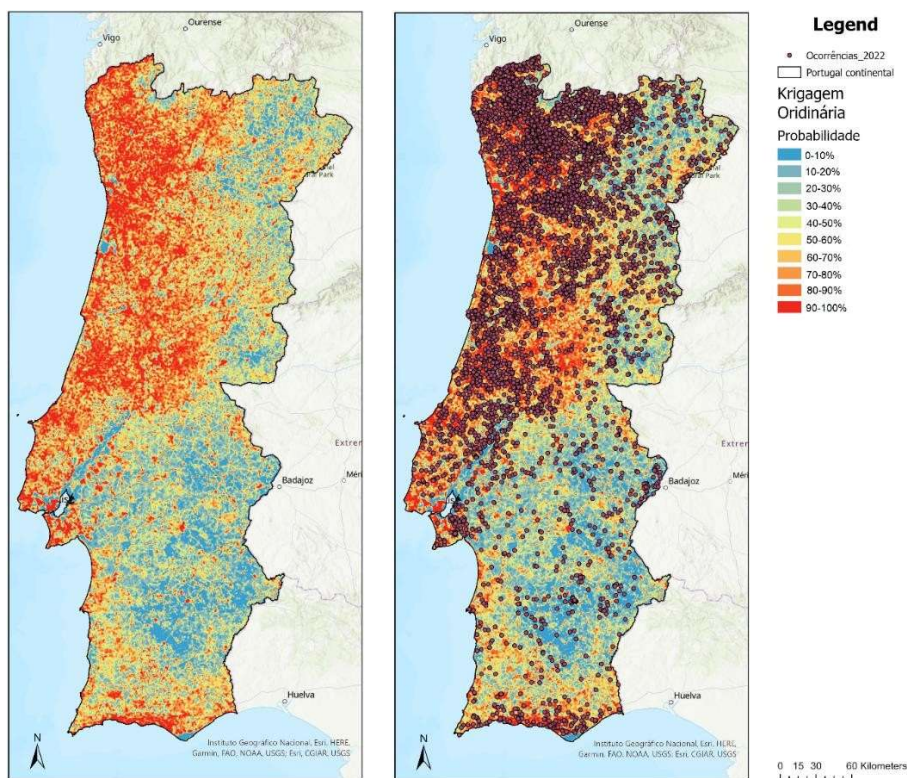 Ourense
Vigo
Badajoz
Huelva
Instituto Geográfico Nacional, Esri, HERE,
Garmin, FAO, NOAA, USGS; Esri, CGIAR, USGS
N
Ourense
Vigo
Park
Extrem
Méri
Badajoz
Huelva
Instituto Geográfico Nacional, Esri, HERE,
Garmin, FAO, NOAA, USGS; Esri, CGIAR, USGS
N
Legend
Ocorrências_2022
Portugal continental
Krigagem
Oridinária
Probabilidade
0-10%
10-20%
20-30%
30-40%
40-50%
50-60%
60-70%
70-80%
80-90%
90-100%
0 15 30 60 Kilometers